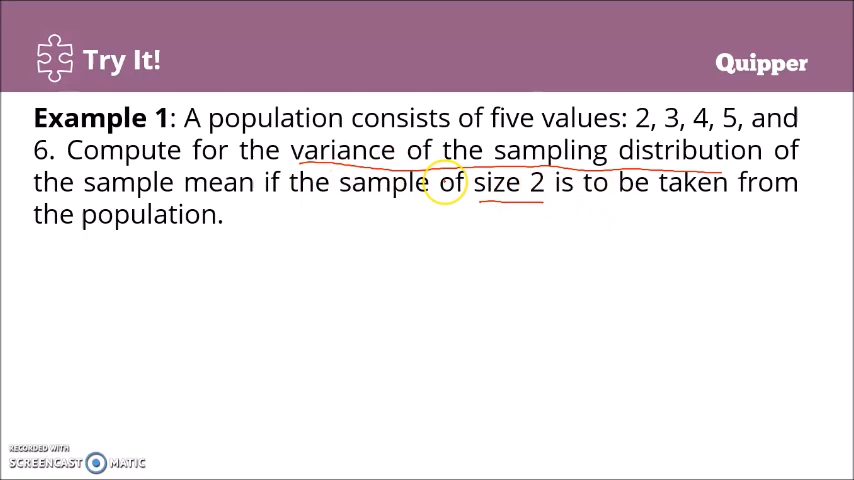 Try It!
Quipper
Example 1: A population consists of five values: 2, 3, 4, 5, and
6. Compute for the variance of the sampling distribution of
the sample mean if the sample of size 2 is to be taken from
the population.
RECORDED WITH
SCREENCAST MATIC